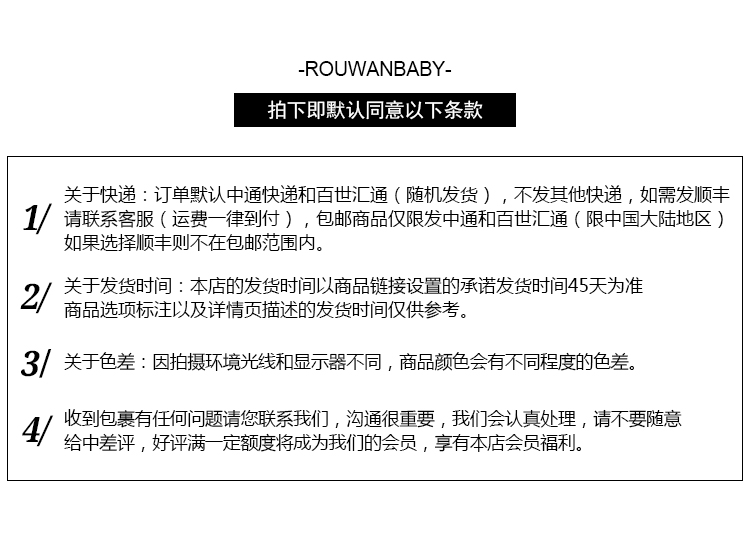 -ROUWANBABY-
拍下即默认同意以下条款
1/
关于快递：订单默认中通快递和百世汇通（随机发货），不发其他快递，如需发顺丰
请联系客服（运费一律到付），包邮商品仅限发中通和百世汇通（限中国大陆地区）
如果选择顺丰则不在包邮范围内。
2/
关于发货时间：本店的发货时间以商品链接设置的承诺发货时间45天为准
商品选项标注以及详情页描述的发货时间仅供参考。
3/
关于色差：因拍摄环境光线和显示器不同，商品颜色会有不同程度的色差。
4/
收到包裹有任何问题请您联系我们，沟通很重要，我们会认真处理，请不要随意
给中差评，好评满一定额度将成为我们的会员，享有本店会员福利。